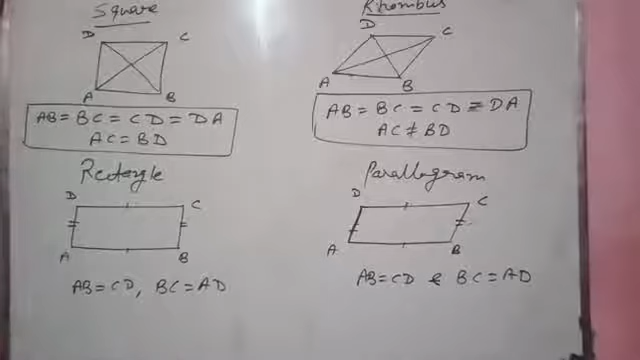 Square
D C
A B
AB = BC = CD = DA
AC = BD
Rhombus
D C
A B
AB = BC = CD = DA
AC ≠ BD
Rectangle
D C
A B
AB = CD, BC = AD
Parallogram
D C
A B
AB = CD & BC = AD